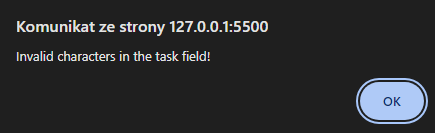 Komunikat ze strony 127.0.0.1:5500
Invalid characters in the task field!
OK